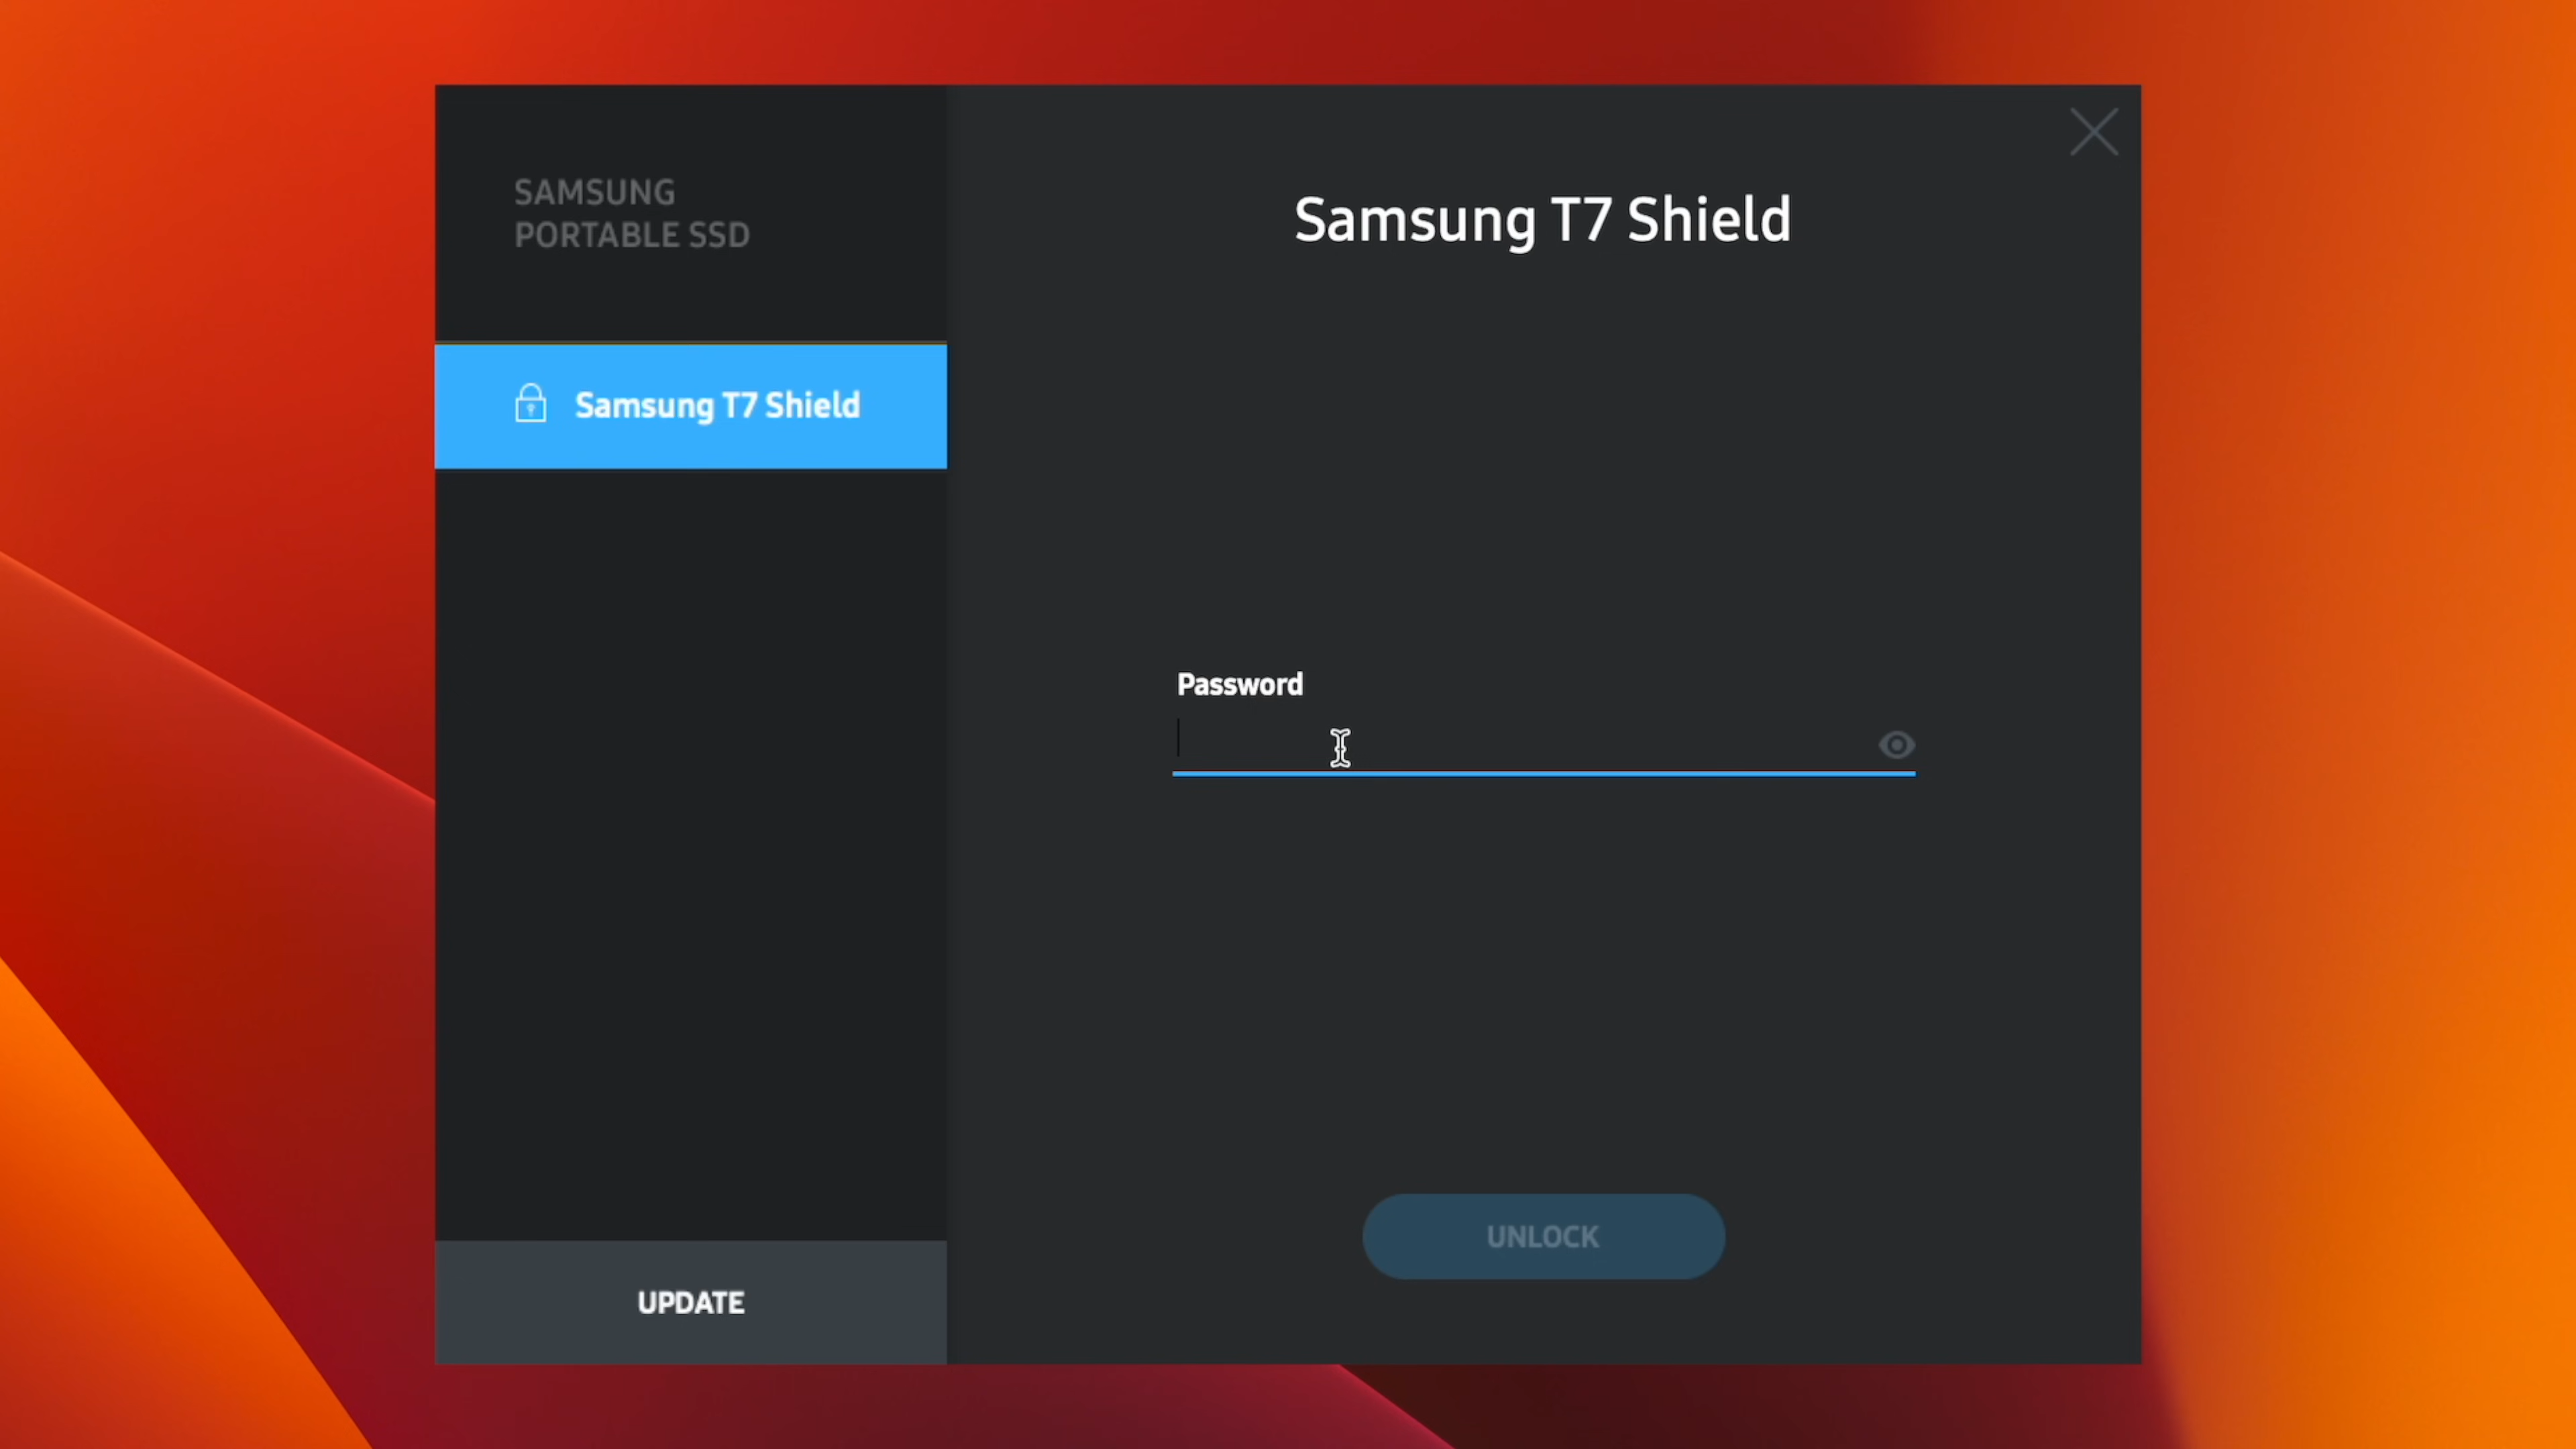 SAMSUNG
PORTABLE SSD
Samsung T7 Shield
Samsung T7 Shield
Password
UNLOCK
UPDATE